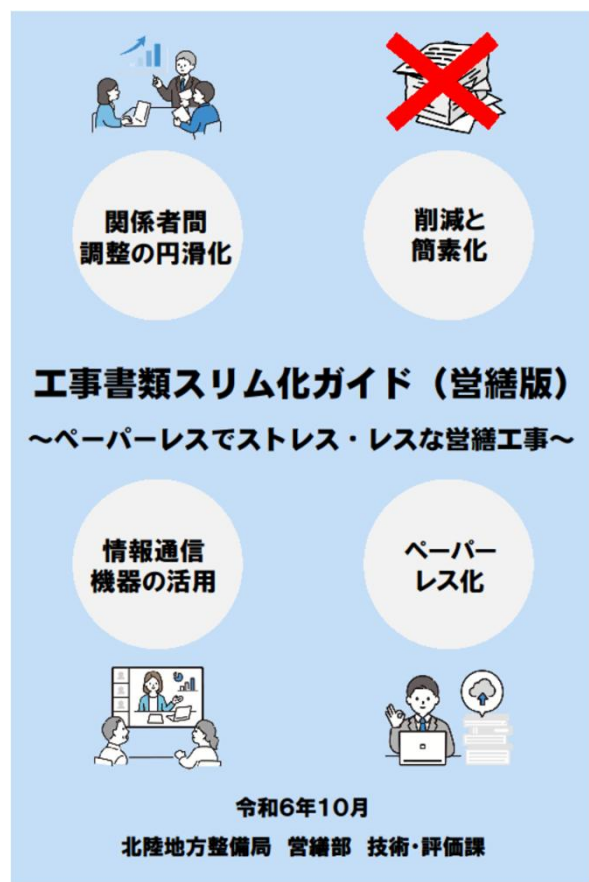 関係者間
調整の円滑化
削減と
簡素化
工事書類スリム化ガイド（営繕版）
～ペーパーレスでストレス・レスな営繕工事～
情報通信
機器の活用
ペーパー
レス化
令和6年10月
北陸地方整備局　営繕部　技術・評価課